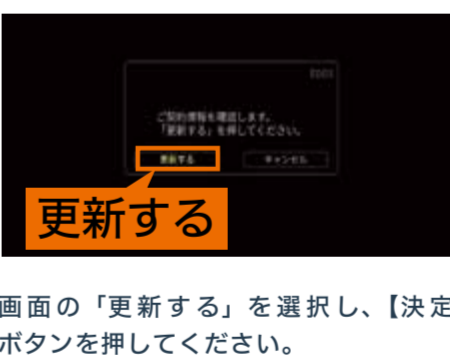 ご契約情報を確認します。
「更新する」を押してください。
更新する
キャンセル
更新する
画面の「更新する」を選択し、【決定
ボタンを押してください。